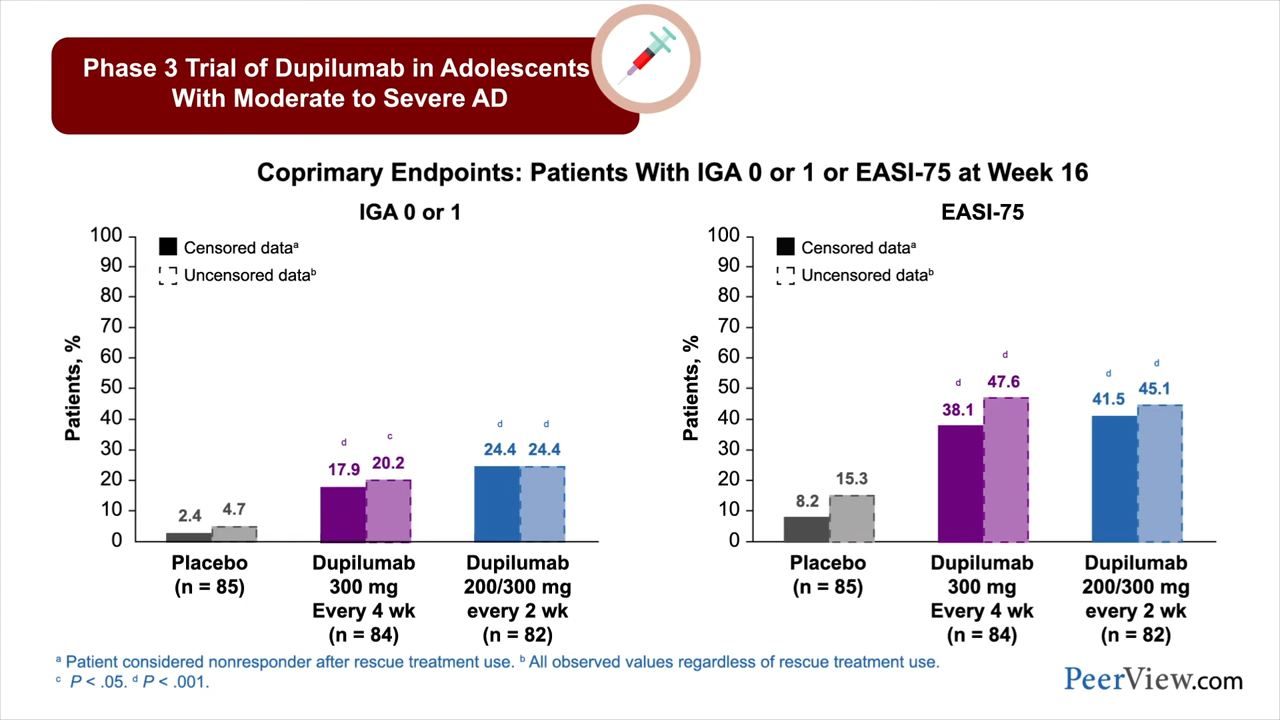 Phase 3 Trial of Dupilumab in Adolescents
With Moderate to Severe AD
Coprimary Endpoints: Patients With IGA 0 or 1 or EASI-75 at Week 16
IGA 0 or 1
Patients, %
100
90
80
70
60
50
40
30
20
10
0
Censored dataᵃ
Uncensored dataᵇ
2.4
4.7
d
17.9
c
20.2
d
24.4
d
24.4
Placebo
(n = 85)
Dupilumab
300 mg
Every 4 wk
(n = 84)
Dupilumab
200/300 mg
every 2 wk
(n = 82)
EASI-75
Patients, %
100
90
80
70
60
50
40
30
20
10
0
Censored dataᵃ
Uncensored dataᵇ
8.2
15.3
d
38.1
d
47.6
d
41.5
d
45.1
Placebo
(n = 85)
Dupilumab
300 mg
Every 4 wk
(n = 84)
Dupilumab
200/300 mg
every 2 wk
(n = 82)
ᵃ Patient considered nonresponder after rescue treatment use. ᵇ All observed values regardless of rescue treatment use.
ᶜ P < .05. ᵈ P < .001.
PeerView.com